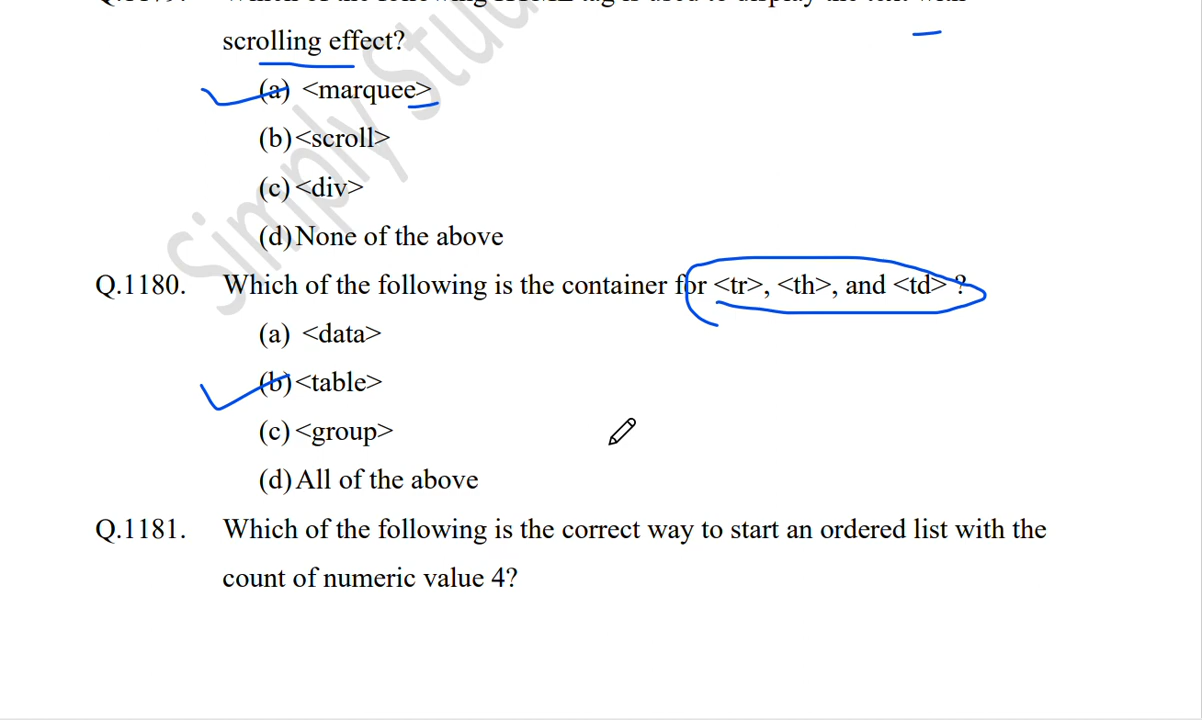 scrolling effect?
(a) <marquee>
(b) <scroll>
(c) <div>
(d) None of the above
Q.1180. Which of the following is the container for <tr>, <th>, and <td> ?
(a) <data>
(b) <table>
(c) <group>
(d) All of the above
Q.1181. Which of the following is the correct way to start an ordered list with the
count of numeric value 4?
Simply Stu